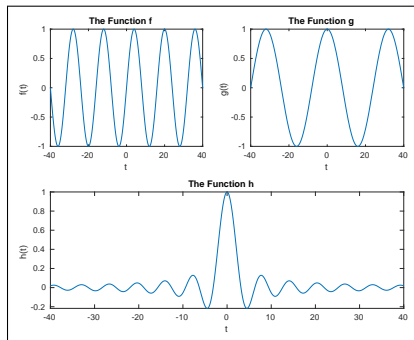 The Function f
1
0.5
0
-0.5
-1
f(t)
-40 -20 0 20 40
t
The Function g
1
0.5
0
-0.5
-1
g(t)
-40 -20 0 20 40
t
The Function h
1
0.8
0.6
0.4
0.2
0
-0.2
h(t)
-40 -30 -20 -10 0 10 20 30 40
t